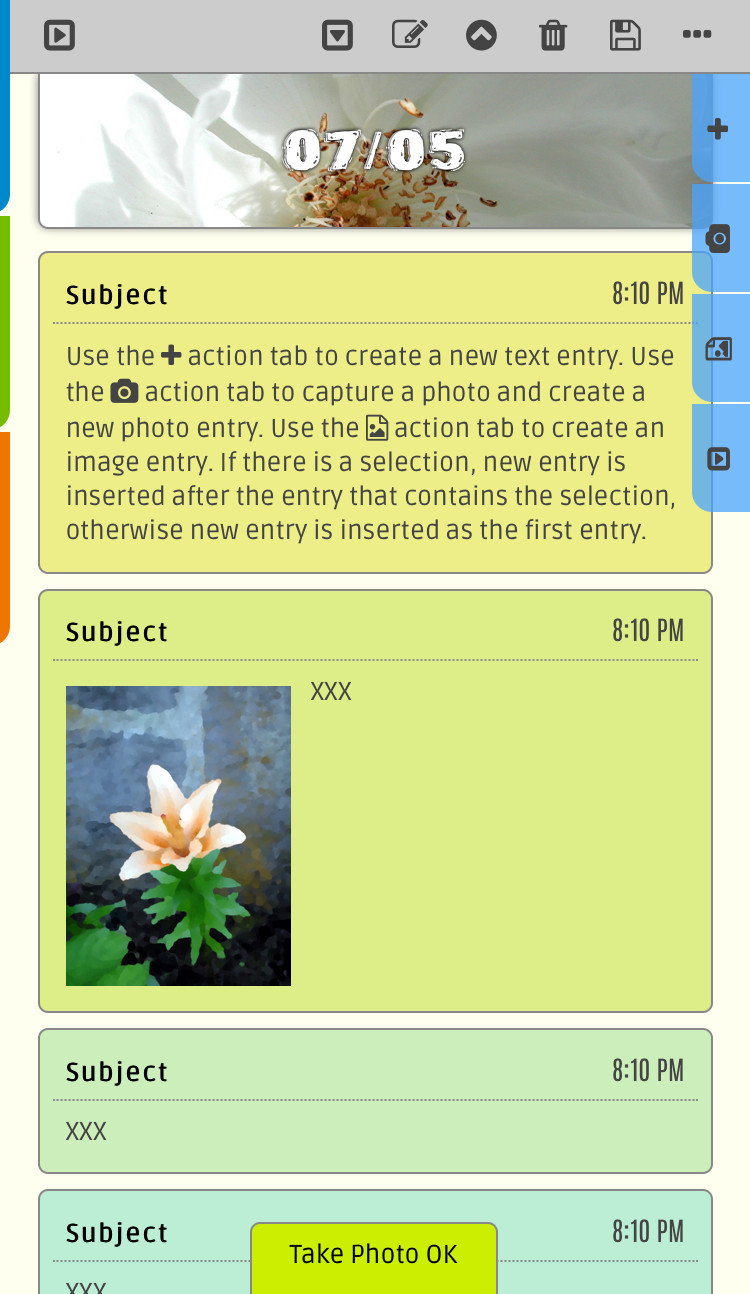 07/05
Subject 8:10 PM
Use the action tab to create a new text entry. Use
the action tab to capture a photo and create a
new photo entry. Use the action tab to create an
image entry. If there is a selection, new entry is
inserted after the entry that contains the selection,
otherwise new entry is inserted as the first entry.
Subject 8:10 PM
XXX
Subject 8:10 PM
XXX
Subject 8:10 PM
XXX
Take Photo OK